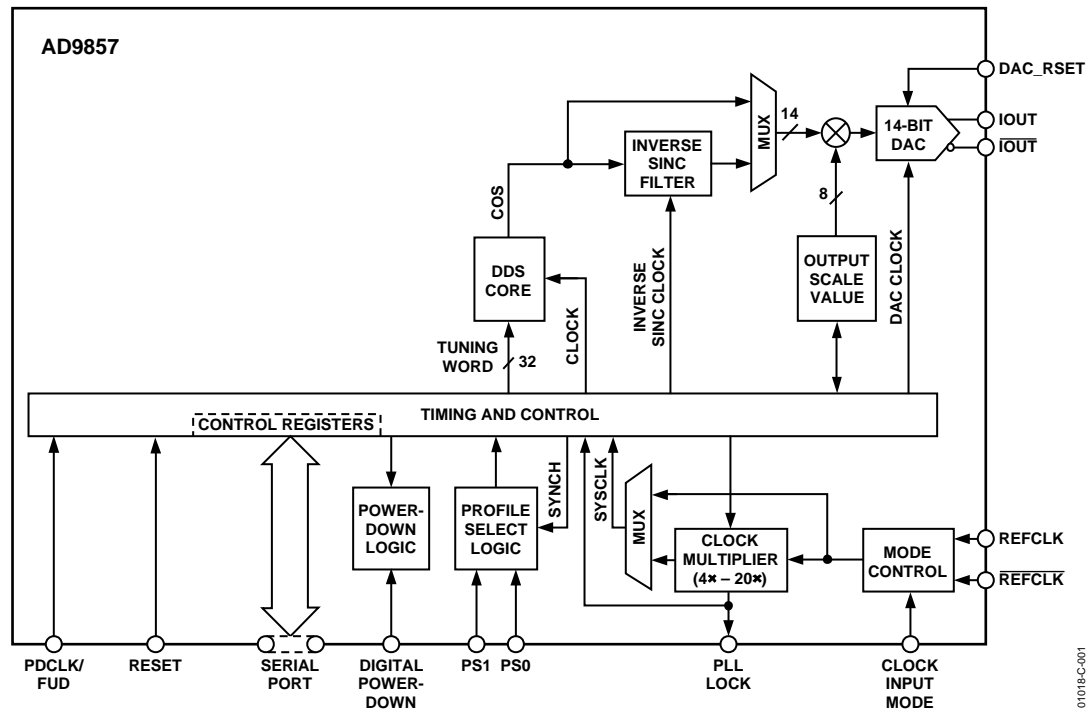 AD9857
DAC_RSET
IOUT
IOUT
14-BIT
DAC
14
MUX
INVERSE
SINC
FILTER
8
COS
DDS
CORE
OUTPUT
SCALE
VALUE
CLOCK
INVERSE
SINC CLOCK
DAC CLOCK
TUNING
WORD
32
TIMING AND CONTROL
CONTROL REGISTERS
POWER-
DOWN
LOGIC
PROFILE
SELECT
LOGIC
SYNCH
SYSCLK
MUX
CLOCK
MULTIPLIER
(4× – 20×)
MODE
CONTROL
REFCLK
REFCLK
PDCLK/
FUD
RESET
SERIAL
PORT
DIGITAL
POWER-
DOWN
PS1
PS0
PLL
LOCK
CLOCK
INPUT
MODE
01018-C-001